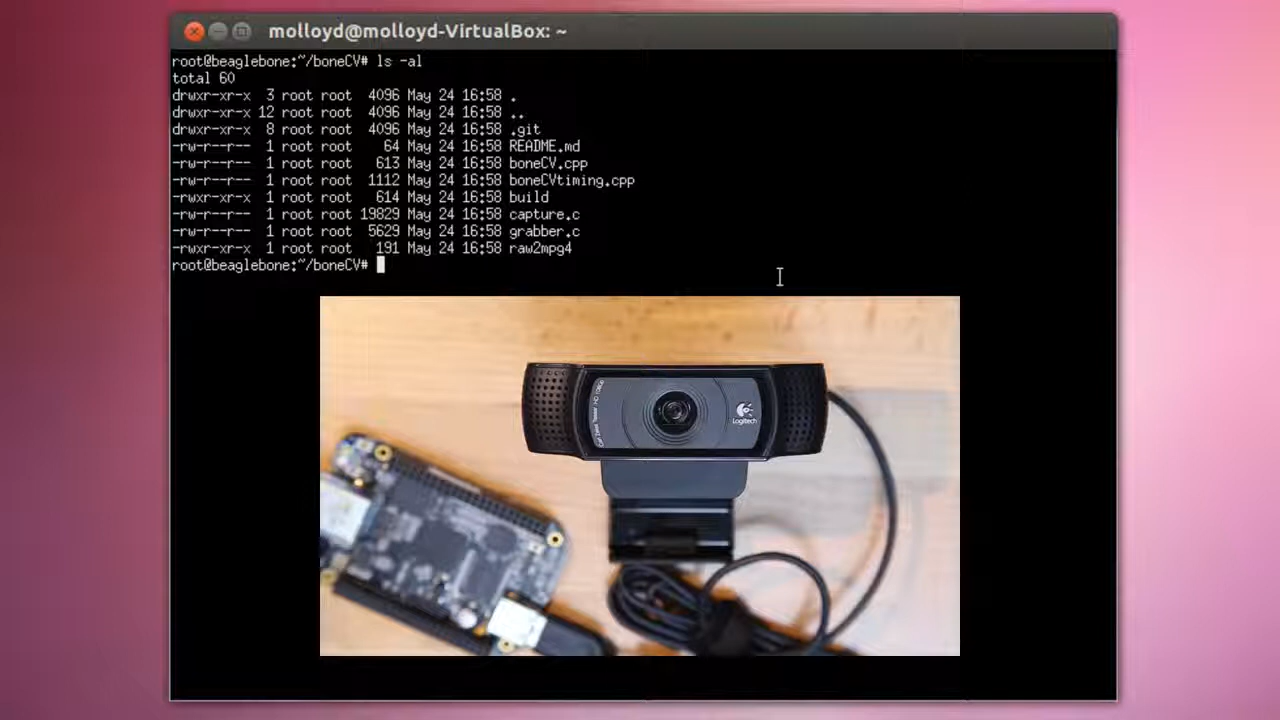 molloyd@molloyd-VirtualBox: ~
root@beaglebone:~/boneCV# ls -al
total 60
drwxr-xr-x  3 root root  4096 May 24 16:58 .
drwxr-xr-x 12 root root  4096 May 24 16:58 ..
drwxr-xr-x  8 root root  4096 May 24 16:58 .git
-rw-r--r--  1 root root    64 May 24 16:58 README.md
-rw-r--r--  1 root root   613 May 24 16:58 boneCV.cpp
-rw-r--r--  1 root root  1112 May 24 16:58 boneCVtiming.cpp
-rwxr-xr-x  1 root root   614 May 24 16:58 build
-rw-r--r--  1 root root 19829 May 24 16:58 capture.c
-rw-r--r--  1 root root  5629 May 24 16:58 grabber.c
-rwxr-xr-x  1 root root   191 May 24 16:58 raw2mpg4
root@beaglebone:~/boneCV#
Logitech